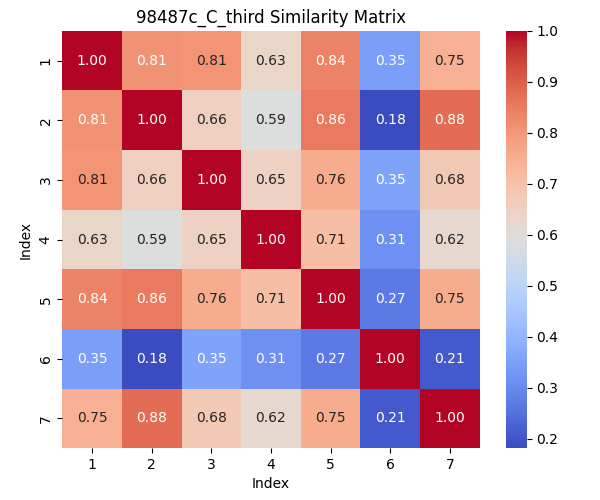 98487c_C_third Similarity Matrix
1 1.00 0.81 0.81 0.63 0.84 0.35 0.75
2 0.81 1.00 0.66 0.59 0.86 0.18 0.88
3 0.81 0.66 1.00 0.65 0.76 0.35 0.68
4 0.63 0.59 0.65 1.00 0.71 0.31 0.62
5 0.84 0.86 0.76 0.71 1.00 0.27 0.75
6 0.35 0.18 0.35 0.31 0.27 1.00 0.21
7 0.75 0.88 0.68 0.62 0.75 0.21 1.00
1 2 3 4 5 6 7
Index
Index
1.0
0.9
0.8
0.7
0.6
0.5
0.4
0.3
0.2